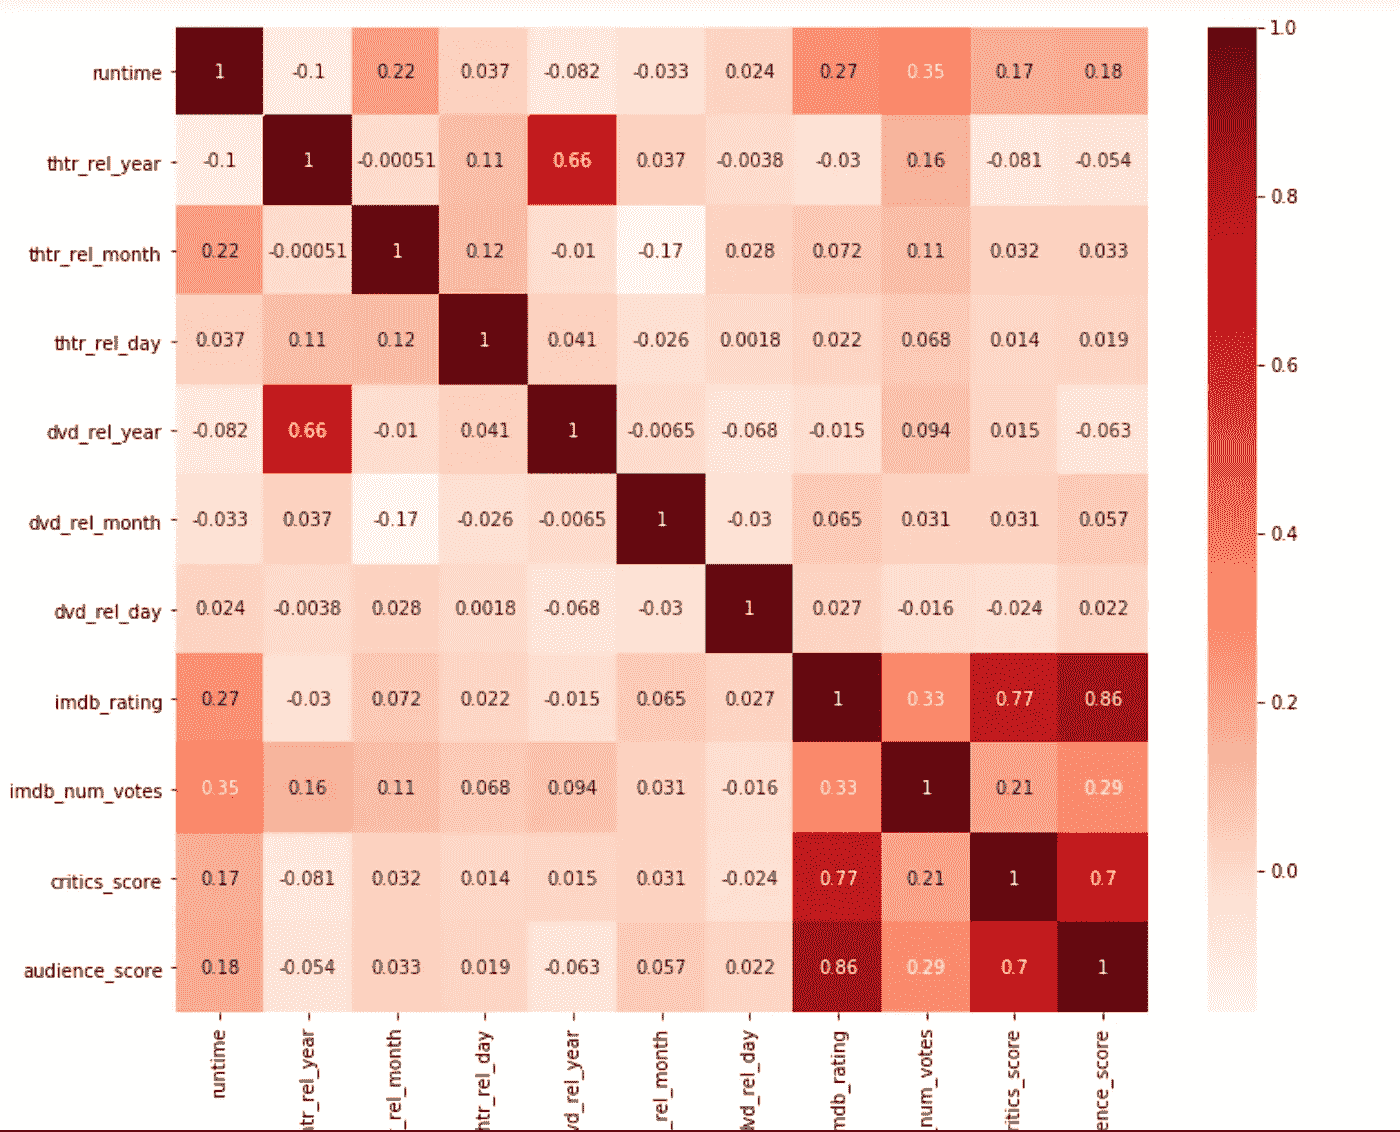 runtime 1 -0.1 0.22 0.037 -0.082 -0.033 0.024 0.27 0.35 0.17 0.18
thtr_rel_year -0.1 1 -0.00051 0.11 0.66 0.037 -0.0038 -0.03 0.16 -0.081 -0.054
thtr_rel_month 0.22 -0.00051 1 0.12 -0.01 -0.17 0.028 0.072 0.11 0.032 0.033
thtr_rel_day 0.037 0.11 0.12 1 0.041 -0.026 0.0018 0.022 0.068 0.014 0.019
dvd_rel_year -0.082 0.66 -0.01 0.041 1 -0.0065 -0.068 -0.015 0.094 0.015 -0.063
dvd_rel_month -0.033 0.037 -0.17 -0.026 -0.0065 1 -0.03 0.065 0.031 0.031 0.057
dvd_rel_day 0.024 -0.0038 0.028 0.0018 -0.068 -0.03 1 0.027 -0.016 -0.024 0.022
imdb_rating 0.27 -0.03 0.072 0.022 -0.015 0.065 0.027 1 0.33 0.77 0.86
imdb_num_votes 0.35 0.16 0.11 0.068 0.094 0.031 -0.016 0.33 1 0.21 0.29
critics_score 0.17 -0.081 0.032 0.014 0.015 0.031 -0.024 0.77 0.21 1 0.7
audience_score 0.18 -0.054 0.033 0.019 -0.063 0.057 0.022 0.86 0.29 0.7 1
runtime
htr_rel_year
_rel_month
htr_rel_day
vd_rel_year
_rel_month
vd_rel_day
mdb_rating
num_votes
ritics_score
ence_score
1.0
0.8
0.6
0.4
0.2
0.0